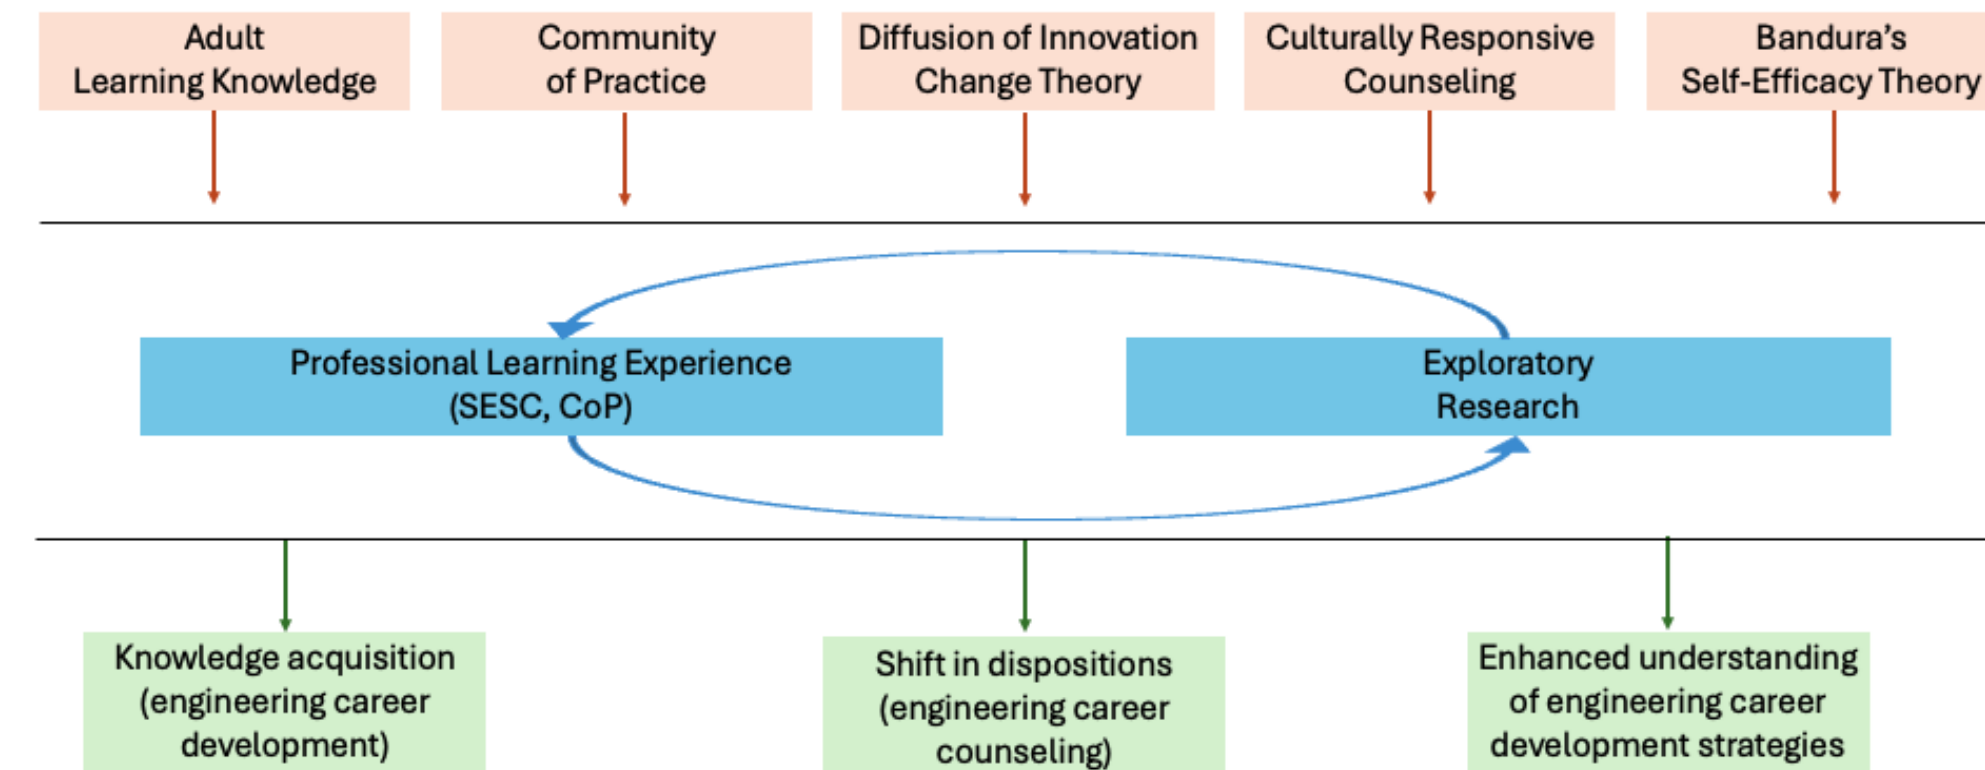 Adult
Learning Knowledge
Community
of Practice
Diffusion of Innovation
Change Theory
Culturally Responsive
Counseling
Bandura’s
Self-Efficacy Theory
Professional Learning Experience
(SESC, CoP)
Exploratory
Research
Knowledge acquisition
(engineering career
development)
Shift in dispositions
(engineering career
counseling)
Enhanced understanding
of engineering career
development strategies